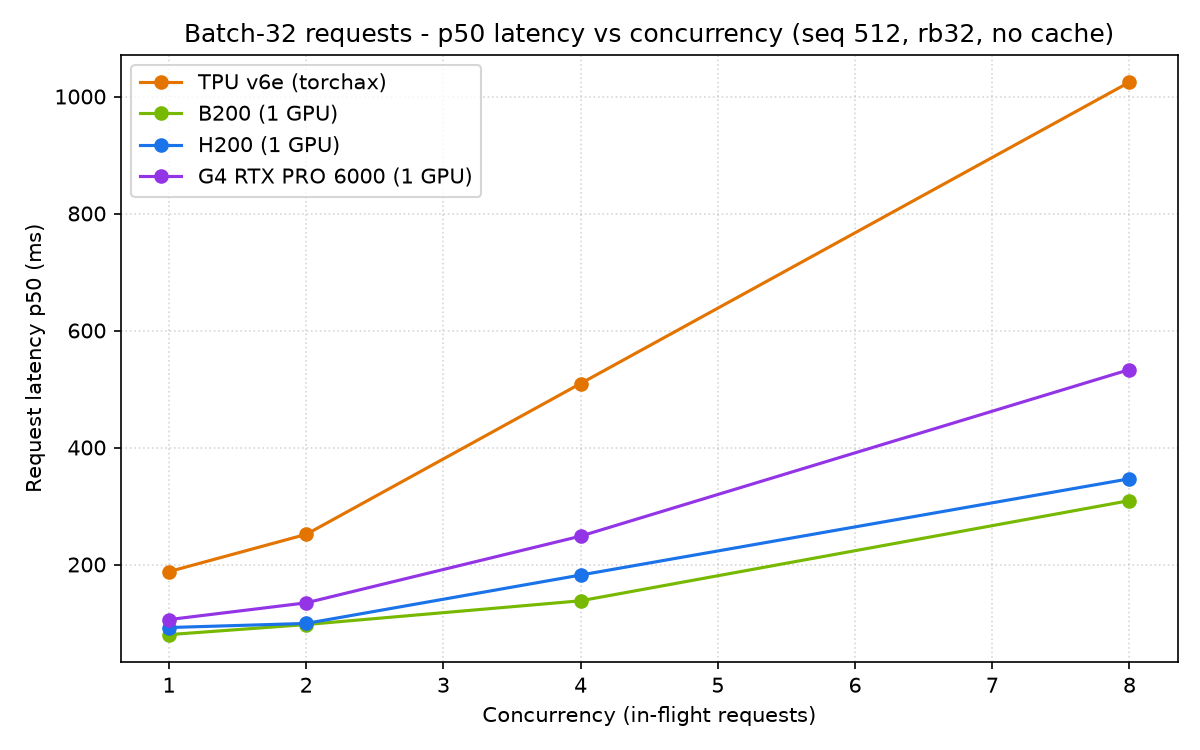 Batch-32 requests - p50 latency vs concurrency (seq 512, rb32, no cache)
TPU v6e (torchax)
B200 (1 GPU)
H200 (1 GPU)
G4 RTX PRO 6000 (1 GPU)
Request latency p50 (ms)
1000
800
600
400
200
1 2 3 4 5 6 7 8
Concurrency (in-flight requests)